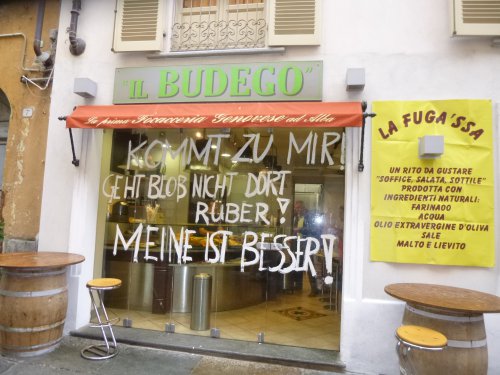 "IL BUDEGO"
La prima Focacceria Genovese ad Alba
KOMMT ZU MIR!
GEHT BLOß NICHT DORT
RÜBER!
MEINE IST BESSER!
LA FUGA'SSA
UN RITO DA GUSTARE
"SOFFICE, SALATA, SOTTILE"
PRODOTTA CON
INGREDIENTI NATURALI:
FARINA00
ACQUA
OLIO EXTRAVERGINE D'OLIVA
SALE
MALTO E LIEVITO
7